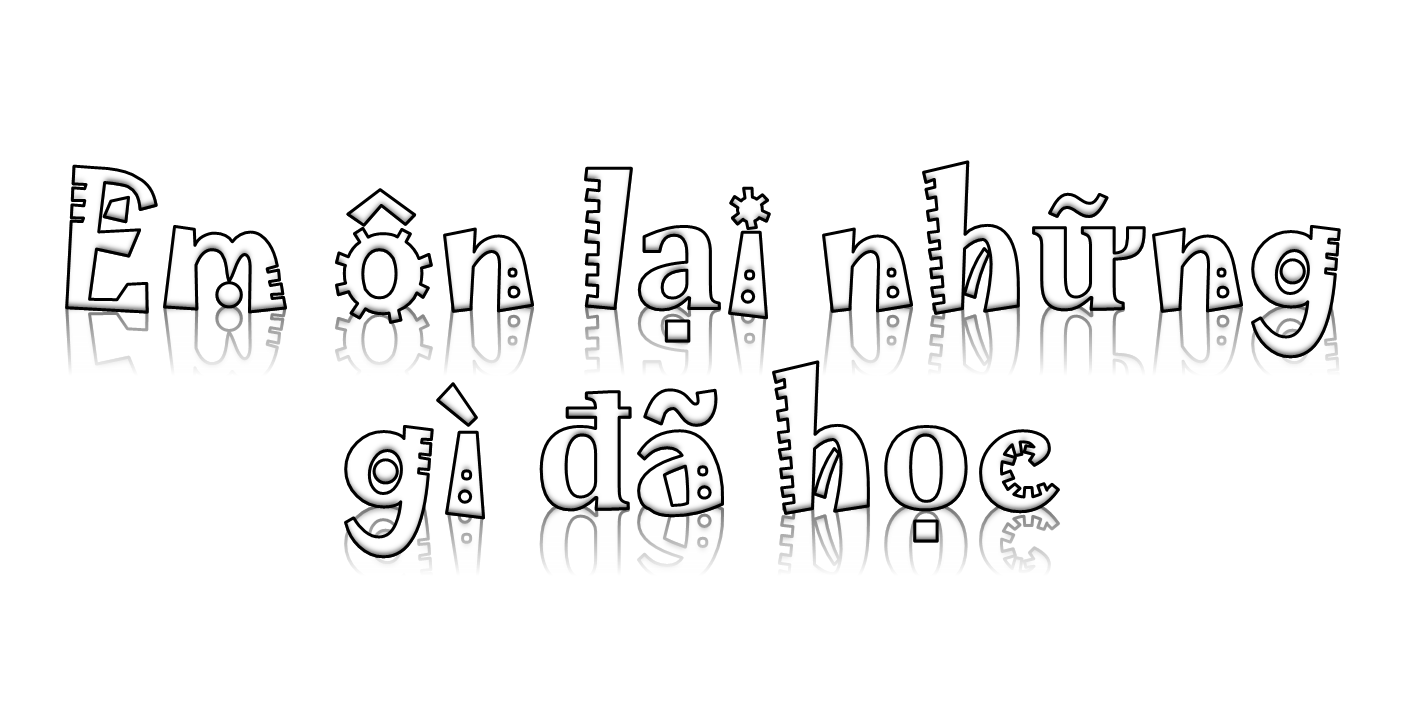 Em ôn lại những
gì đã học